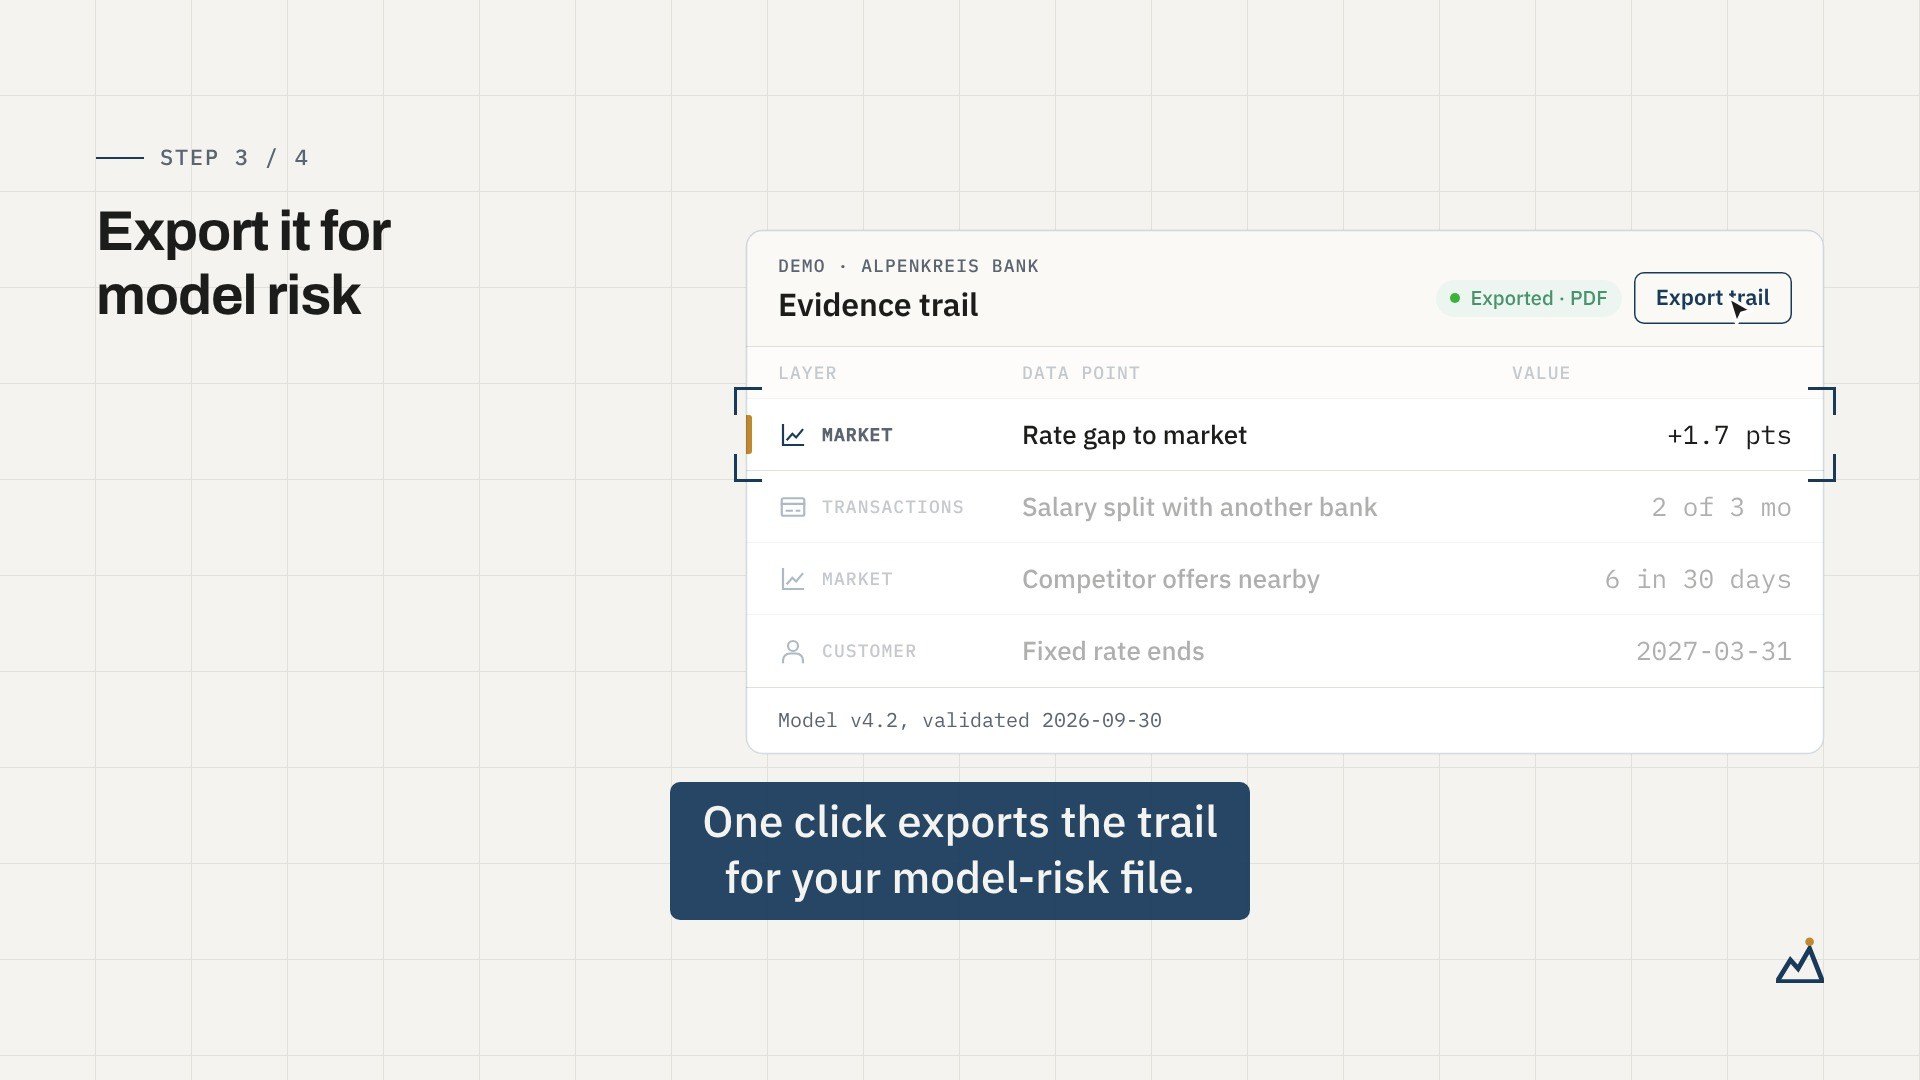 STEP 3 / 4
Export it for
model risk
DEMO · ALPENKREIS BANK
Evidence trail
Exported · PDF
Export trail
LAYER DATA POINT VALUE
MARKET Rate gap to market +1.7 pts
TRANSACTIONS Salary split with another bank 2 of 3 mo
MARKET Competitor offers nearby 6 in 30 days
CUSTOMER Fixed rate ends 2027-03-31
Model v4.2, validated 2026-09-30
One click exports the trail
for your model-risk file.